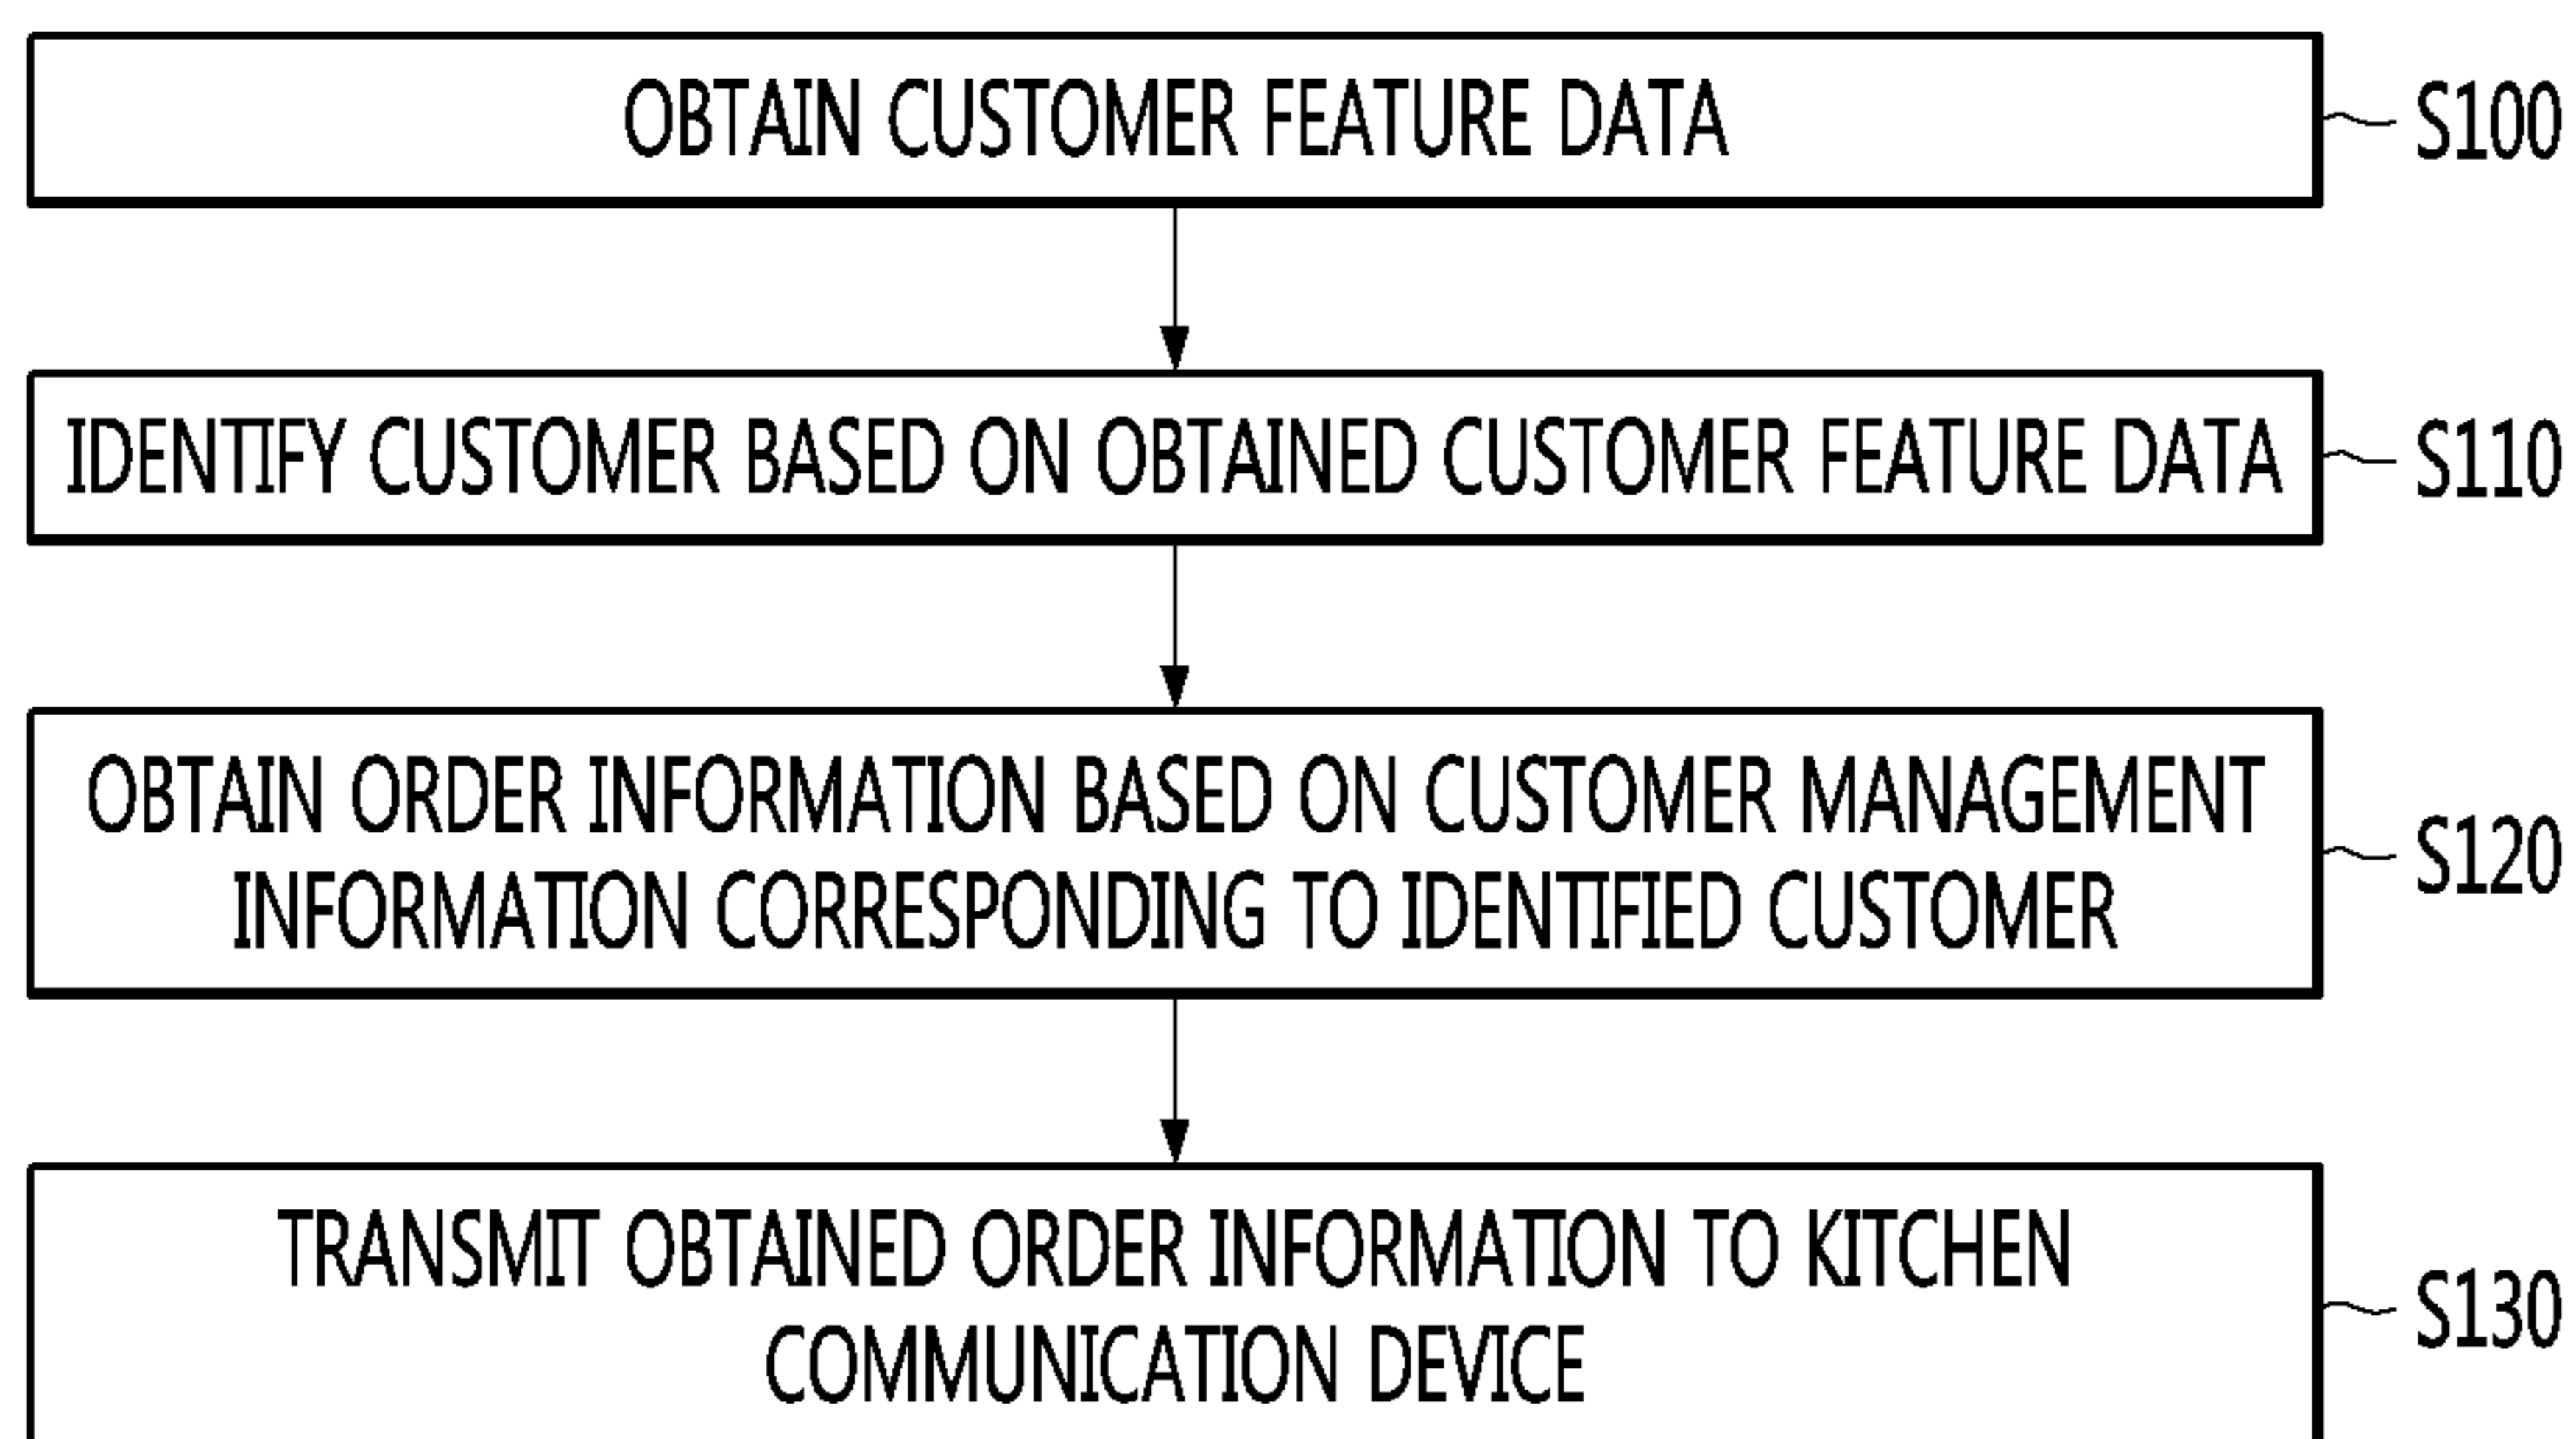 OBTAIN CUSTOMER FEATURE DATA
S100
IDENTIFY CUSTOMER BASED ON OBTAINED CUSTOMER FEATURE DATA
S110
OBTAIN ORDER INFORMATION BASED ON CUSTOMER MANAGEMENT
INFORMATION CORRESPONDING TO IDENTIFIED CUSTOMER
S120
TRANSMIT OBTAINED ORDER INFORMATION TO KITCHEN
COMMUNICATION DEVICE
S130